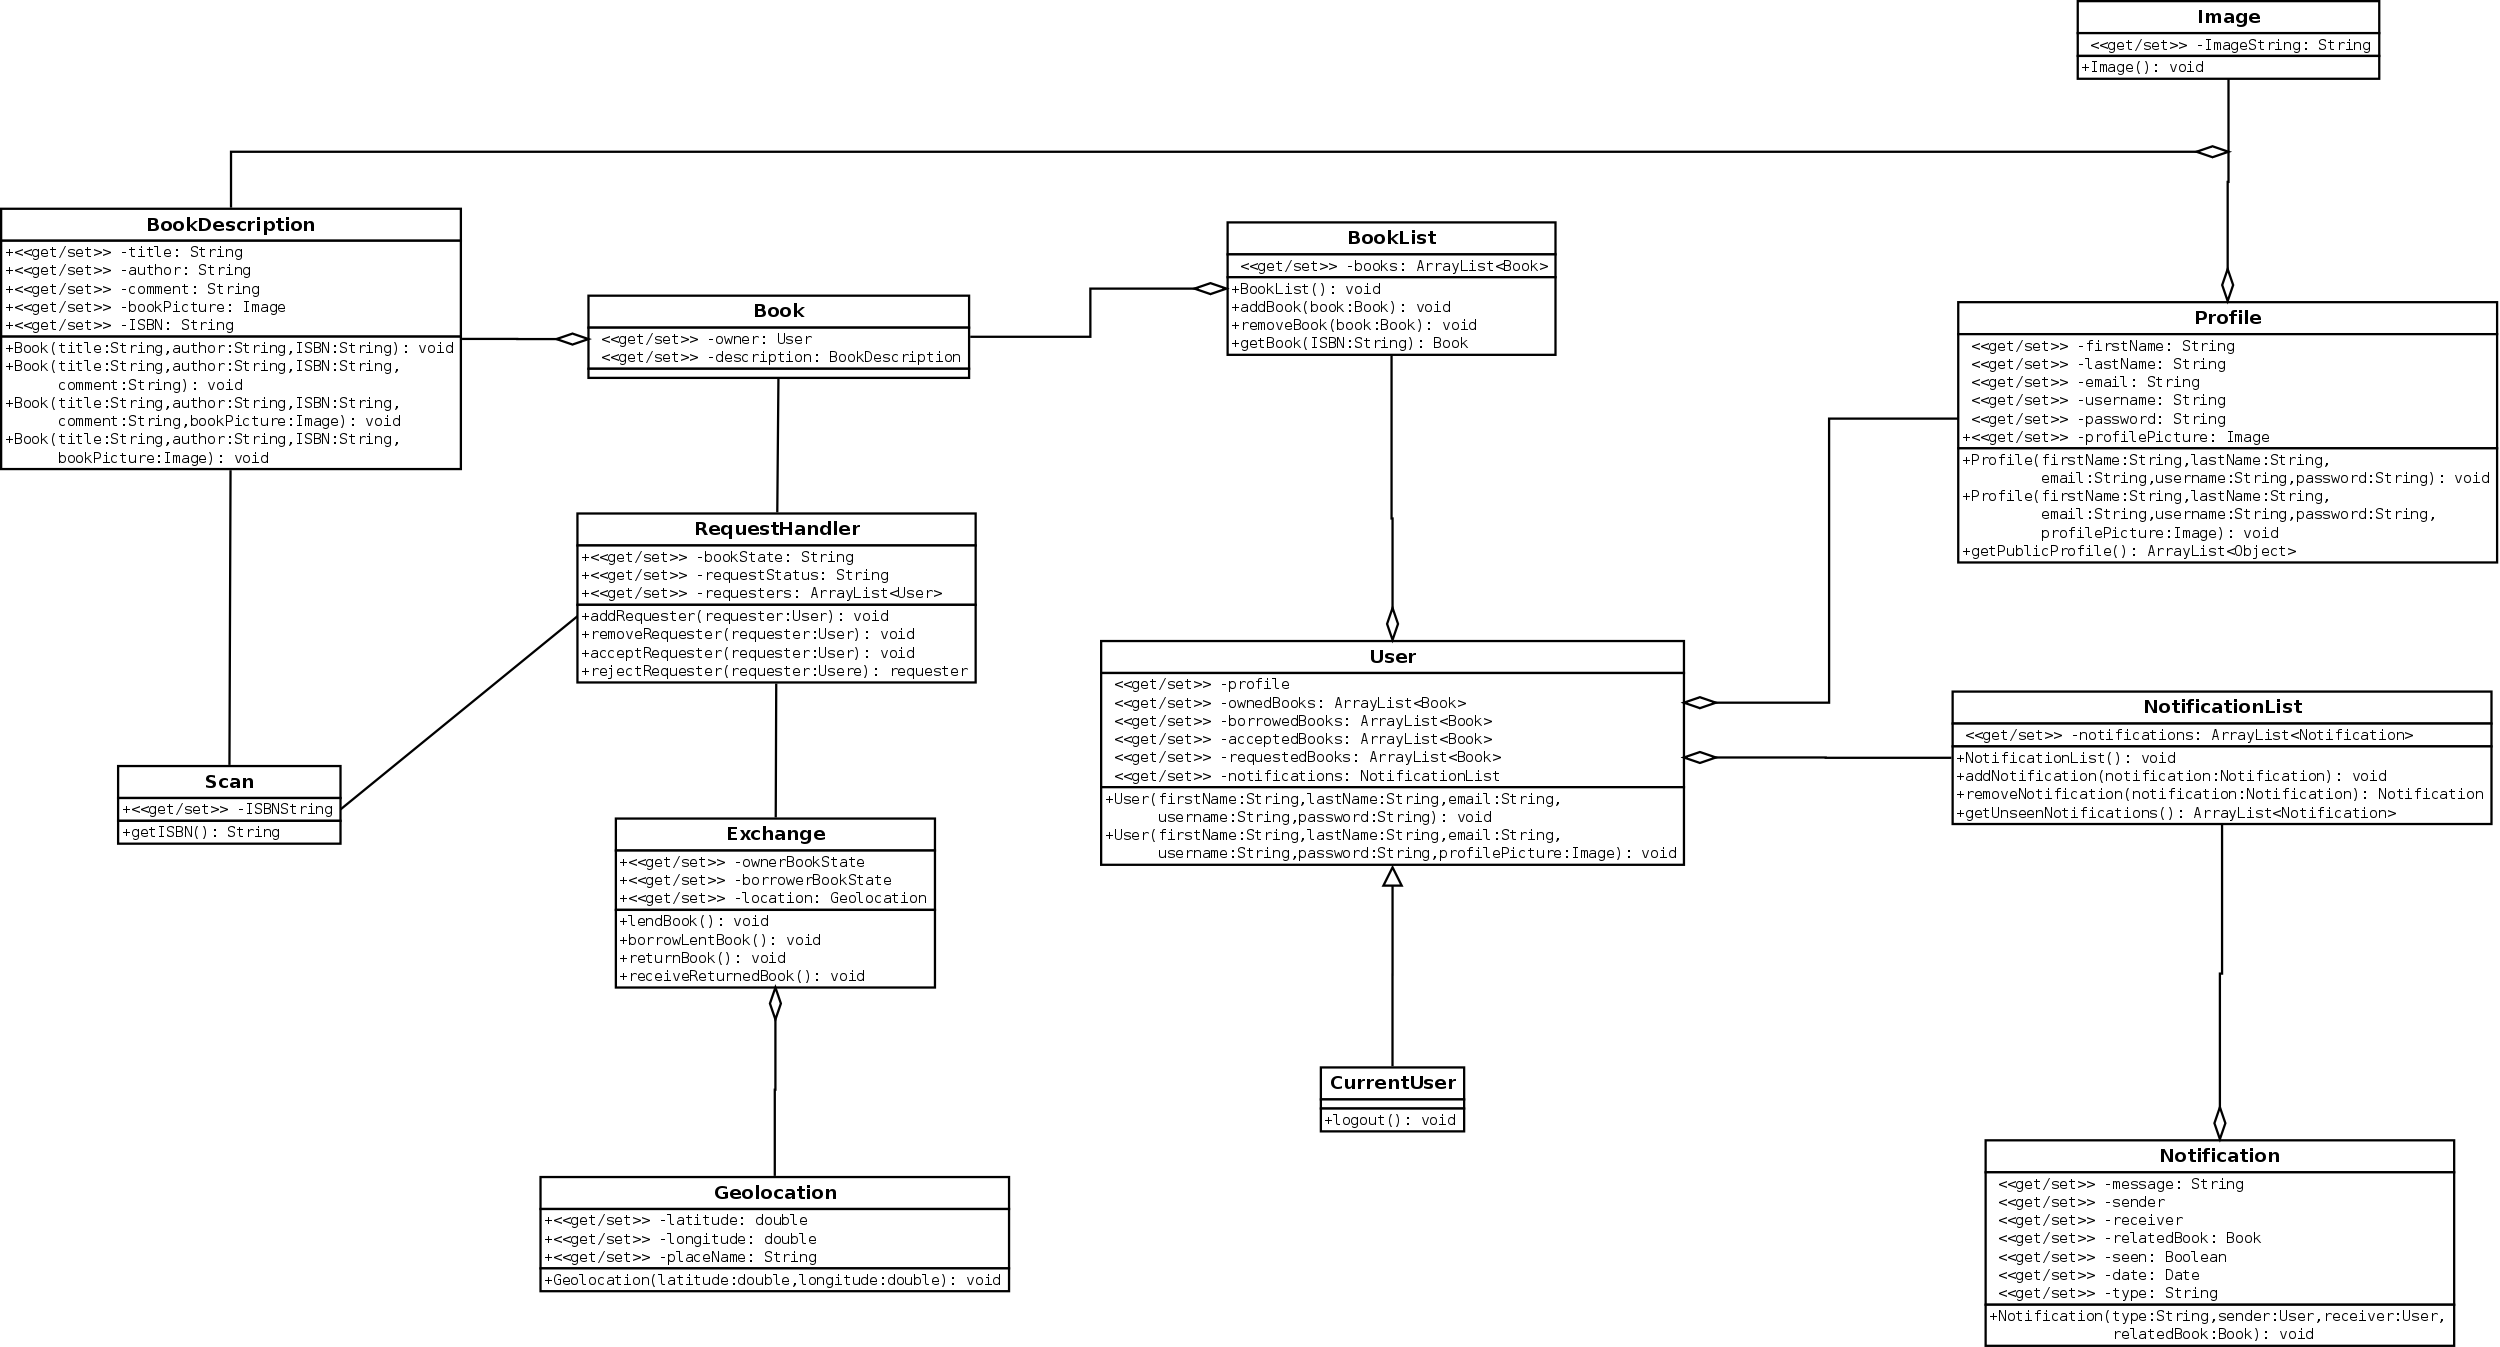 Image
<<get/set>> -ImageString: String
+Image(): void
BookDescription
+<<get/set>> -title: String
+<<get/set>> -author: String
+<<get/set>> -comment: String
+<<get/set>> -bookPicture: Image
+<<get/set>> -ISBN: String
+Book(title:String,author:String,ISBN:String): void
+Book(title:String,author:String,ISBN:String,
comment:String): void
+Book(title:String,author:String,ISBN:String,
comment:String,bookPicture:Image): void
+Book(title:String,author:String,ISBN:String,
bookPicture:Image): void
Book
<<get/set>> -owner: User
<<get/set>> -description: BookDescription
BookList
<<get/set>> -books: ArrayList<Book>
+BookList(): void
+addBook(book:Book): void
+removeBook(book:Book): void
+getBook(ISBN:String): Book
Profile
<<get/set>> -firstName: String
<<get/set>> -lastName: String
<<get/set>> -email: String
<<get/set>> -username: String
<<get/set>> -password: String
+<<get/set>> -profilePicture: Image
+Profile(firstName:String,lastName:String,
email:String,username:String,password:String): void
+Profile(firstName:String,lastName:String,
email:String,username:String,password:String,
profilePicture:Image): void
+getPublicProfile(): ArrayList<Object>
RequestHandler
+<<get/set>> -bookState: String
+<<get/set>> -requestStatus: String
+<<get/set>> -requesters: ArrayList<User>
+addRequester(requester:User): void
+removeRequester(requester:User): void
+acceptRequester(requester:User): void
+rejectRequester(requester:Usere): requester
User
<<get/set>> -profile
<<get/set>> -ownedBooks: ArrayList<Book>
<<get/set>> -borrowedBooks: ArrayList<Book>
<<get/set>> -acceptedBooks: ArrayList<Book>
<<get/set>> -requestedBooks: ArrayList<Book>
<<get/set>> -notifications: NotificationList
+User(firstName:String,lastName:String,email:String,
username:String,password:String): void
+User(firstName:String,lastName:String,email:String,
username:String,password:String,profilePicture:Image): void
NotificationList
<<get/set>> -notifications: ArrayList<Notification>
+NotificationList(): void
+addNotification(notification:Notification): void
+removeNotification(notification:Notification): Notification
+getUnseenNotifications(): ArrayList<Notification>
Scan
+<<get/set>> -ISBNString
+getISBN(): String
Exchange
+<<get/set>> -ownerBookState
+<<get/set>> -borrowerBookState
+<<get/set>> -location: Geolocation
+lendBook(): void
+borrowLentBook(): void
+returnBook(): void
+receiveReturnedBook(): void
CurrentUser
+logout(): void
Geolocation
+<<get/set>> -latitude: double
+<<get/set>> -longitude: double
+<<get/set>> -placeName: String
+Geolocation(latitude:double,longitude:double): void
Notification
<<get/set>> -message: String
<<get/set>> -sender
<<get/set>> -receiver
<<get/set>> -relatedBook: Book
<<get/set>> -seen: Boolean
<<get/set>> -date: Date
<<get/set>> -type: String
+Notification(type:String,sender:User,receiver:User,
relatedBook:Book): void